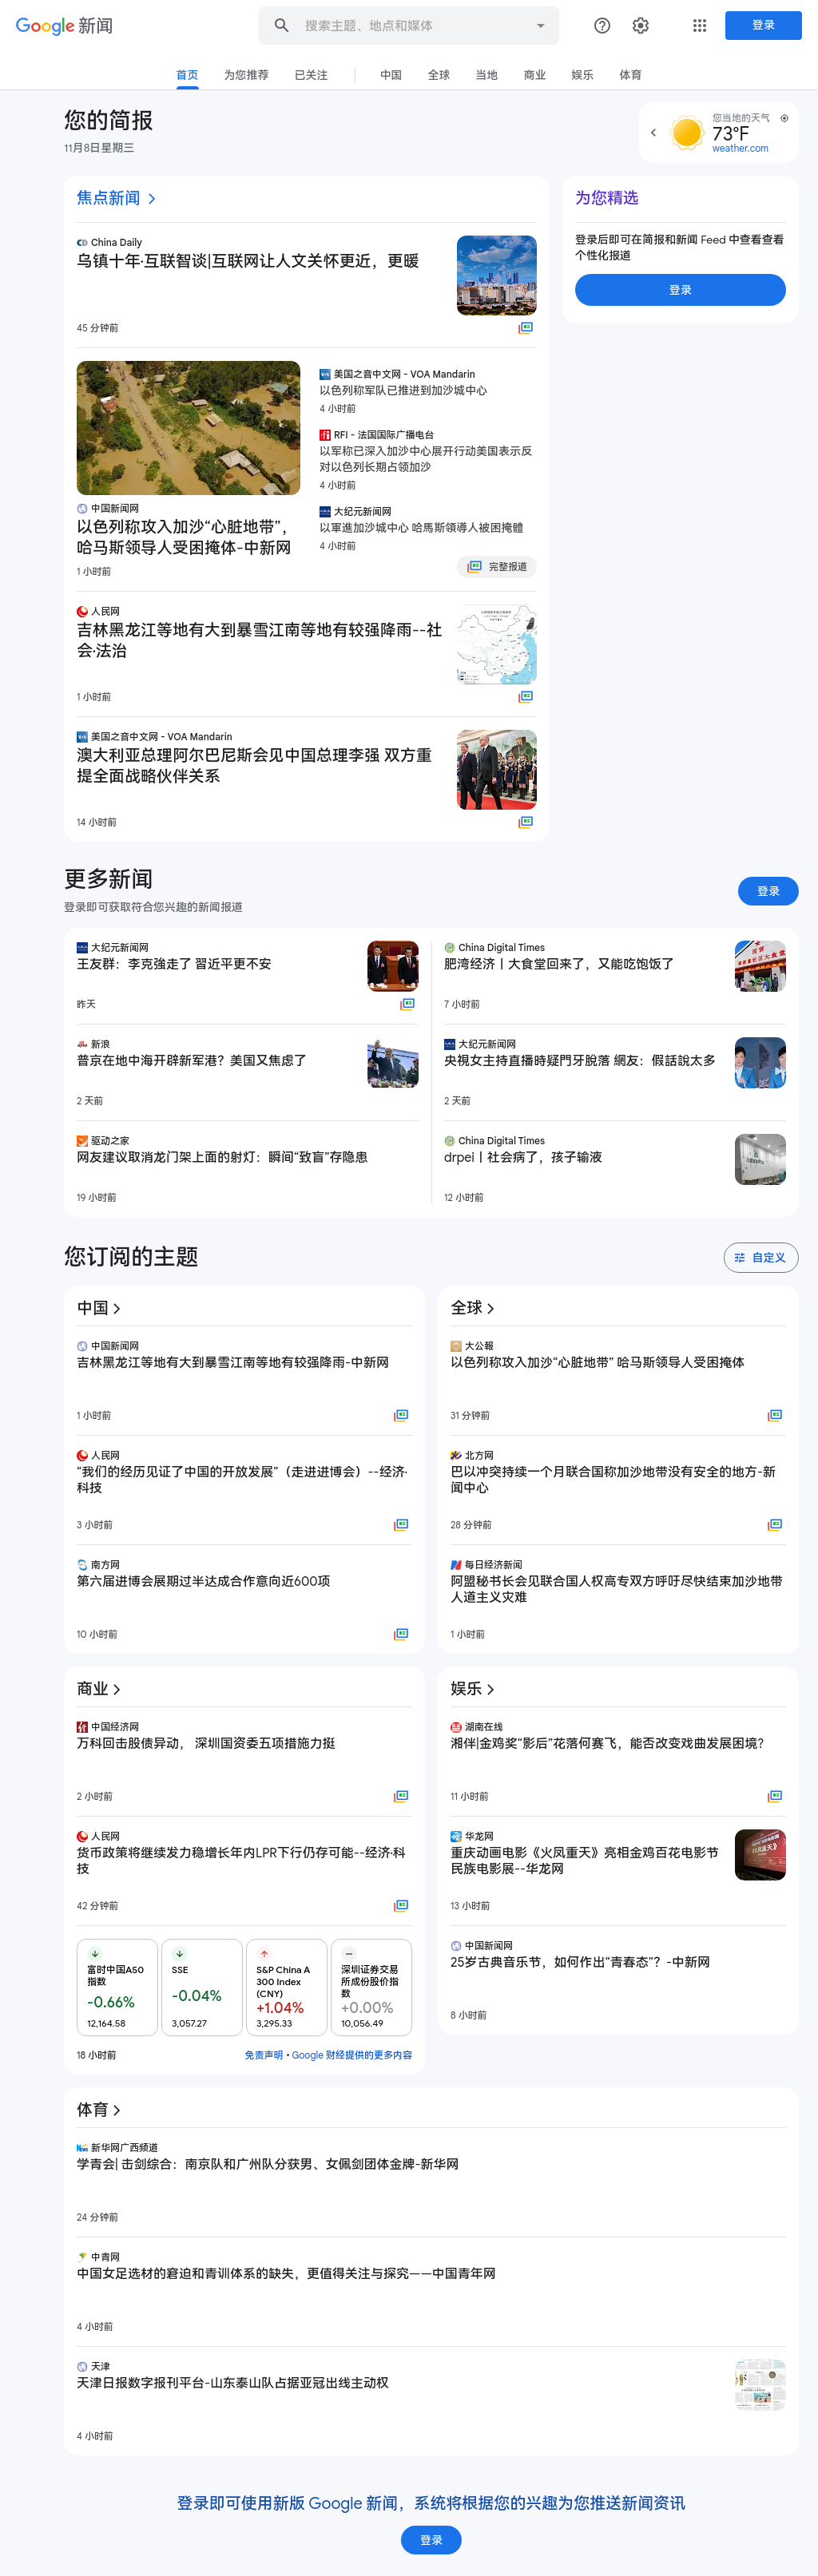 Google 新闻
搜索主题、地点和媒体
登录
首页
为您推荐
已关注
中国
全球
当地
商业
娱乐
体育
您的简报
11月8日星期三
您当地的天气
73°F
weather.com
焦点新闻
China Daily
乌镇十年·互联智谈|互联网让人文关怀更近，更暖
45 分钟前
中国新闻网
以色列称攻入加沙“心脏地带”，
哈马斯领导人受困掩体-中新网
1 小时前
美国之音中文网 - VOA Mandarin
以色列称军队已推进到加沙城中心
4 小时前
RFI - 法国国际广播电台
以军称已深入加沙中心展开行动美国表示反
对以色列长期占领加沙
4 小时前
大纪元新闻网
以軍進加沙城中心 哈馬斯領導人被困掩體
4 小时前
完整报道
人民网
吉林黑龙江等地有大到暴雪江南等地有较强降雨--社
会·法治
1 小时前
美国之音中文网 - VOA Mandarin
澳大利亚总理阿尔巴尼斯会见中国总理李强 双方重
提全面战略伙伴关系
14 小时前
为您精选
登录后即可在简报和新闻 Feed 中查看查看
个性化报道
登录
更多新闻
登录即可获取符合您兴趣的新闻报道
登录
大纪元新闻网
王友群：李克強走了 習近平更不安
昨天
新浪
普京在地中海开辟新军港？美国又焦虑了
2 天前
驱动之家
网友建议取消龙门架上面的射灯：瞬间“致盲”存隐患
19 小时前
China Digital Times
肥湾经济丨大食堂回来了，又能吃饱饭了
7 小时前
大纪元新闻网
央視女主持直播時疑門牙脫落 網友：假話說太多
2 天前
China Digital Times
drpei丨社会病了，孩子输液
12 小时前
您订阅的主题
自定义
中国
中国新闻网
吉林黑龙江等地有大到暴雪江南等地有较强降雨-中新网
1 小时前
人民网
“我们的经历见证了中国的开放发展”（走进进博会）--经济·
科技
3 小时前
南方网
第六届进博会展期过半达成合作意向近600项
10 小时前
全球
大公報
以色列称攻入加沙“心脏地带” 哈马斯领导人受困掩体
31 分钟前
北方网
巴以冲突持续一个月联合国称加沙地带没有安全的地方-新
闻中心
28 分钟前
每日经济新闻
阿盟秘书长会见联合国人权高专双方呼吁尽快结束加沙地带
人道主义灾难
1 小时前
商业
中国经济网
万科回击股债异动， 深圳国资委五项措施力挺
2 小时前
人民网
货币政策将继续发力稳增长年内LPR下行仍存可能--经济·科
技
42 分钟前
富时中国A50
指数
-0.66%
12,164.58
SSE
-0.04%
3,057.27
S&P China A
300 Index
(CNY)
+1.04%
3,295.33
深圳证券交易
所成份股价指
数
+0.00%
10,056.49
18 小时前
免责声明 • Google 财经提供的更多内容
娱乐
湖南在线
湘伴|金鸡奖“影后”花落何赛飞，能否改变戏曲发展困境？
11 小时前
华龙网
重庆动画电影《火凤重天》亮相金鸡百花电影节
民族电影展--华龙网
13 小时前
中国新闻网
25岁古典音乐节，如何作出“青春态”？-中新网
8 小时前
体育
新华网广西频道
学青会| 击剑综合：南京队和广州队分获男、女佩剑团体金牌-新华网
24 分钟前
中青网
中国女足选材的窘迫和青训体系的缺失，更值得关注与探究——中国青年网
4 小时前
天津
天津日报数字报刊平台-山东泰山队占据亚冠出线主动权
4 小时前
登录即可使用新版 Google 新闻，系统将根据您的兴趣为您推送新闻资讯
登录